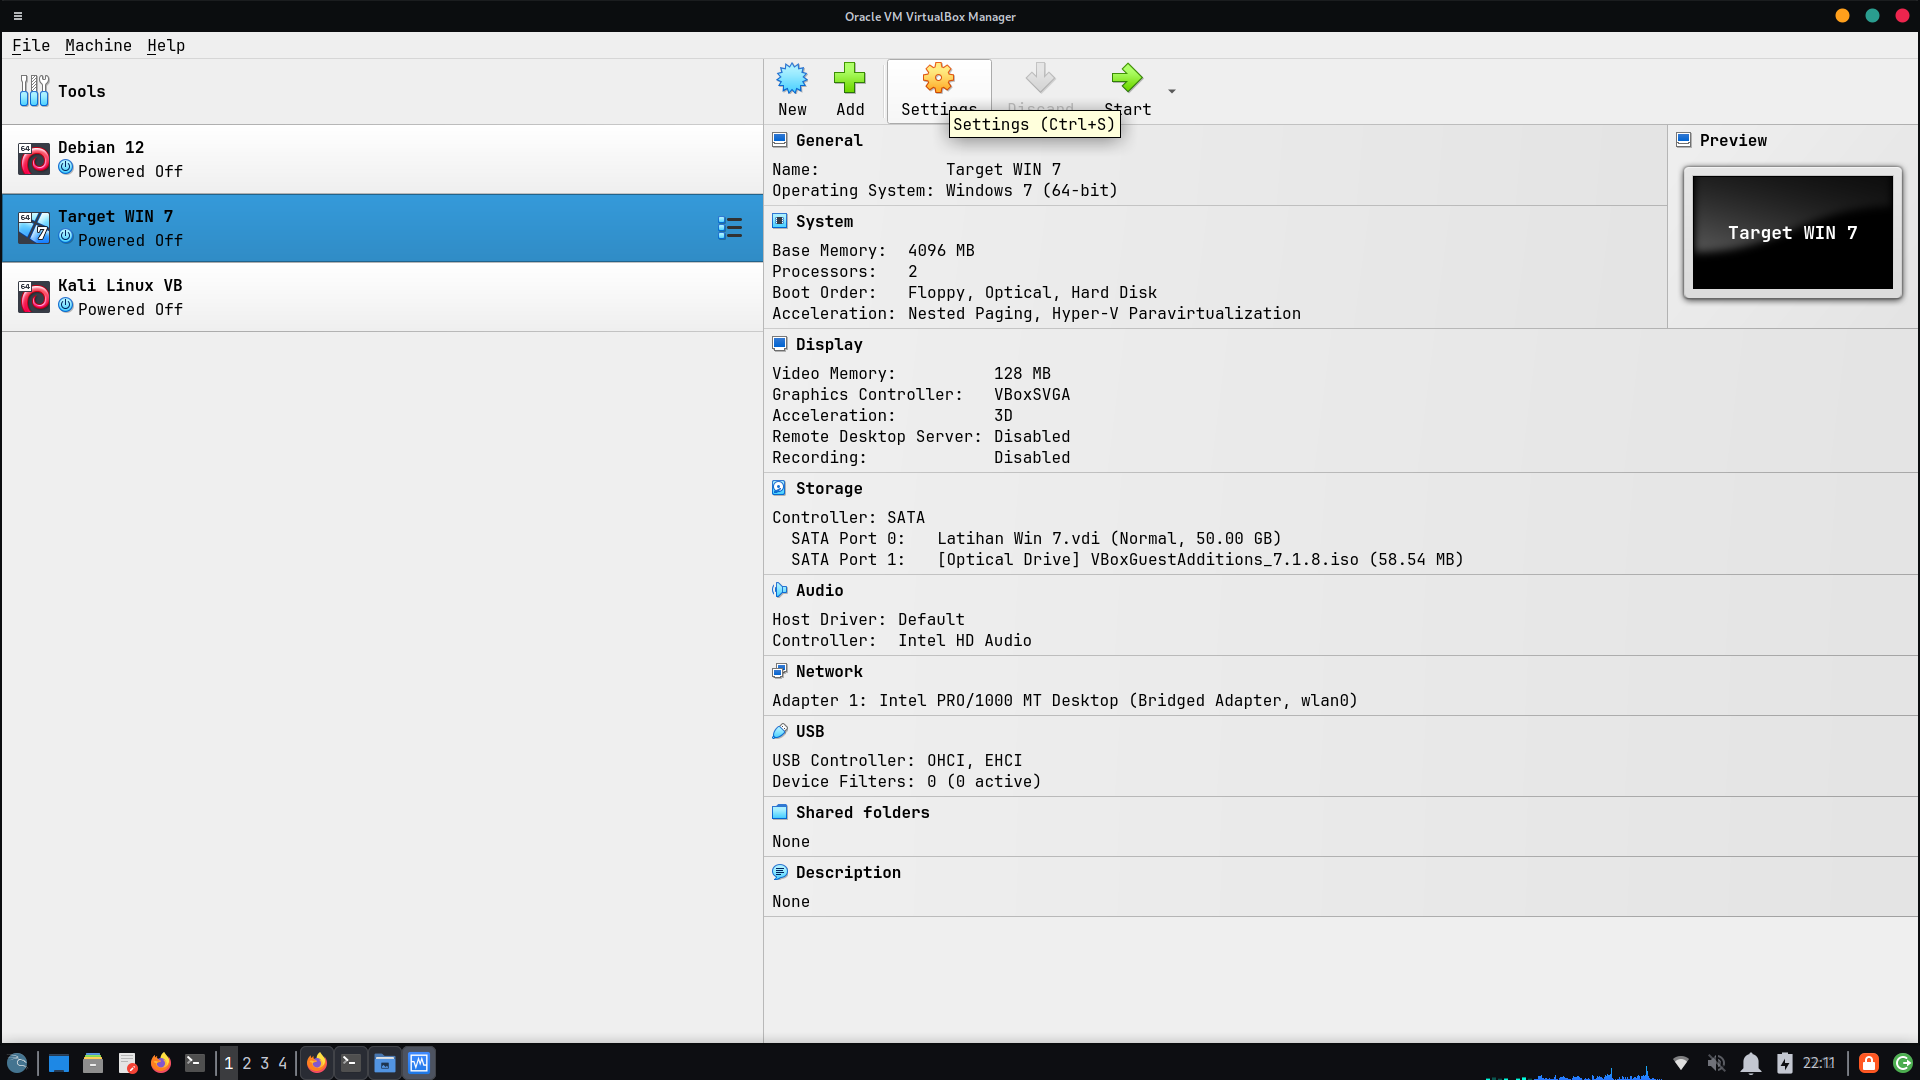 Oracle VM VirtualBox Manager
File Machine Help
Tools
New Add Settings Discard Start
Settings (Ctrl+S)
Debian 12
Powered Off
Target WIN 7
Powered Off
Kali Linux VB
Powered Off
General
Name: Target WIN 7
Operating System: Windows 7 (64-bit)
System
Base Memory: 4096 MB
Processors: 2
Boot Order: Floppy, Optical, Hard Disk
Acceleration: Nested Paging, Hyper-V Paravirtualization
Preview
Target WIN 7
Display
Video Memory: 128 MB
Graphics Controller: VBoxSVGA
Acceleration: 3D
Remote Desktop Server: Disabled
Recording: Disabled
Storage
Controller: SATA
SATA Port 0: Latihan Win 7.vdi (Normal, 50.00 GB)
SATA Port 1: [Optical Drive] VBoxGuestAdditions_7.1.8.iso (58.54 MB)
Audio
Host Driver: Default
Controller: Intel HD Audio
Network
Adapter 1: Intel PRO/1000 MT Desktop (Bridged Adapter, wlan0)
USB
USB Controller: OHCI, EHCI
Device Filters: 0 (0 active)
Shared folders
None
Description
None
1 2 3 4
22:11